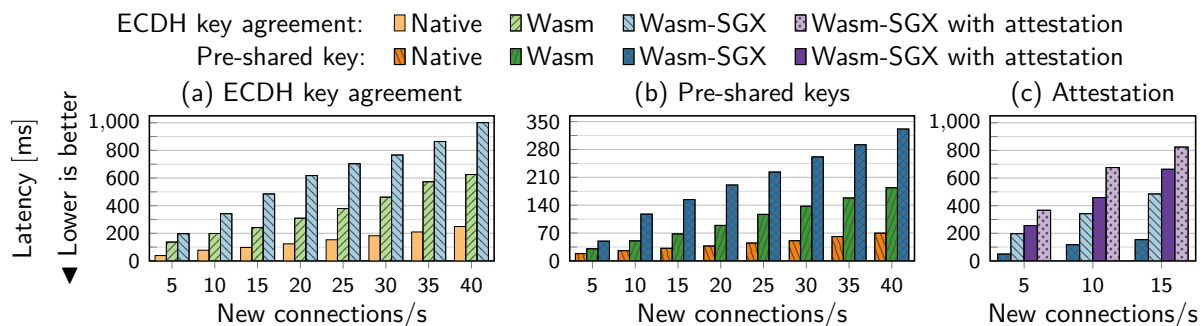 ECDH key agreement: Native Wasm Wasm-SGX Wasm-SGX with attestation
Pre-shared key: Native Wasm Wasm-SGX Wasm-SGX with attestation
(a) ECDH key agreement (b) Pre-shared keys (c) Attestation
Latency [ms]
◄ Lower is better
1,000
800
600
400
200
0
5 10 15 20 25 30 35 40
New connections/s
350
280
210
140
70
0
5 10 15 20 25 30 35 40
New connections/s
1,000
800
600
400
200
0
5 10 15
New connections/s